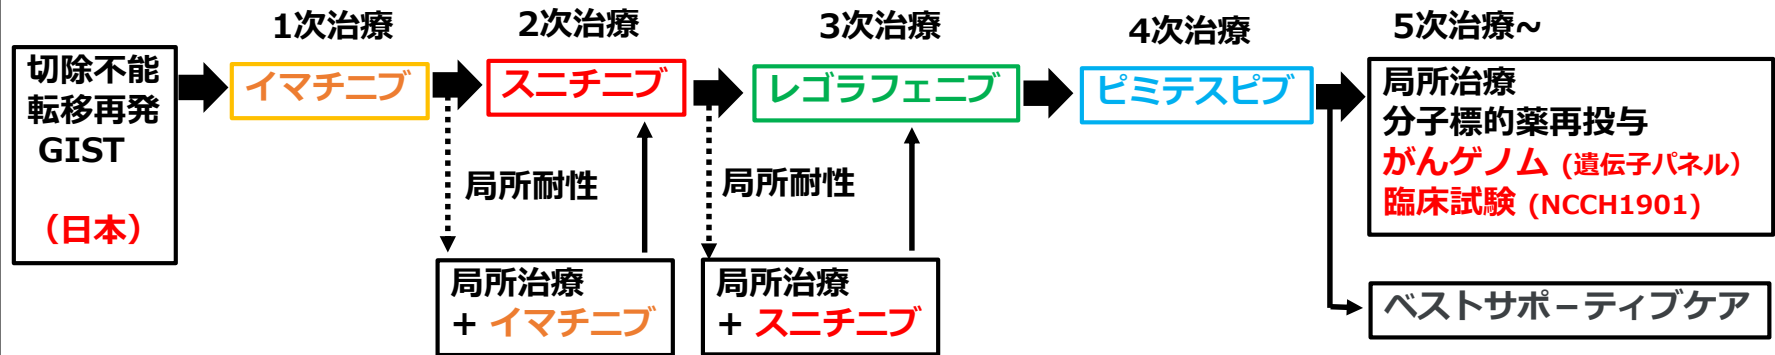 1次治療
2次治療
3次治療
4次治療
5次治療~
切除不能
転移再発
GIST
（日本）
イマチニブ
スニチニブ
レゴラフェニブ
ピミテスピブ
局所治療
分子標的薬再投与
がんゲノム (遺伝子パネル）
臨床試験 (NCCH1901)
局所耐性
局所耐性
局所治療
+ イマチニブ
局所治療
+ スニチニブ
ベストサポ－ティブケア